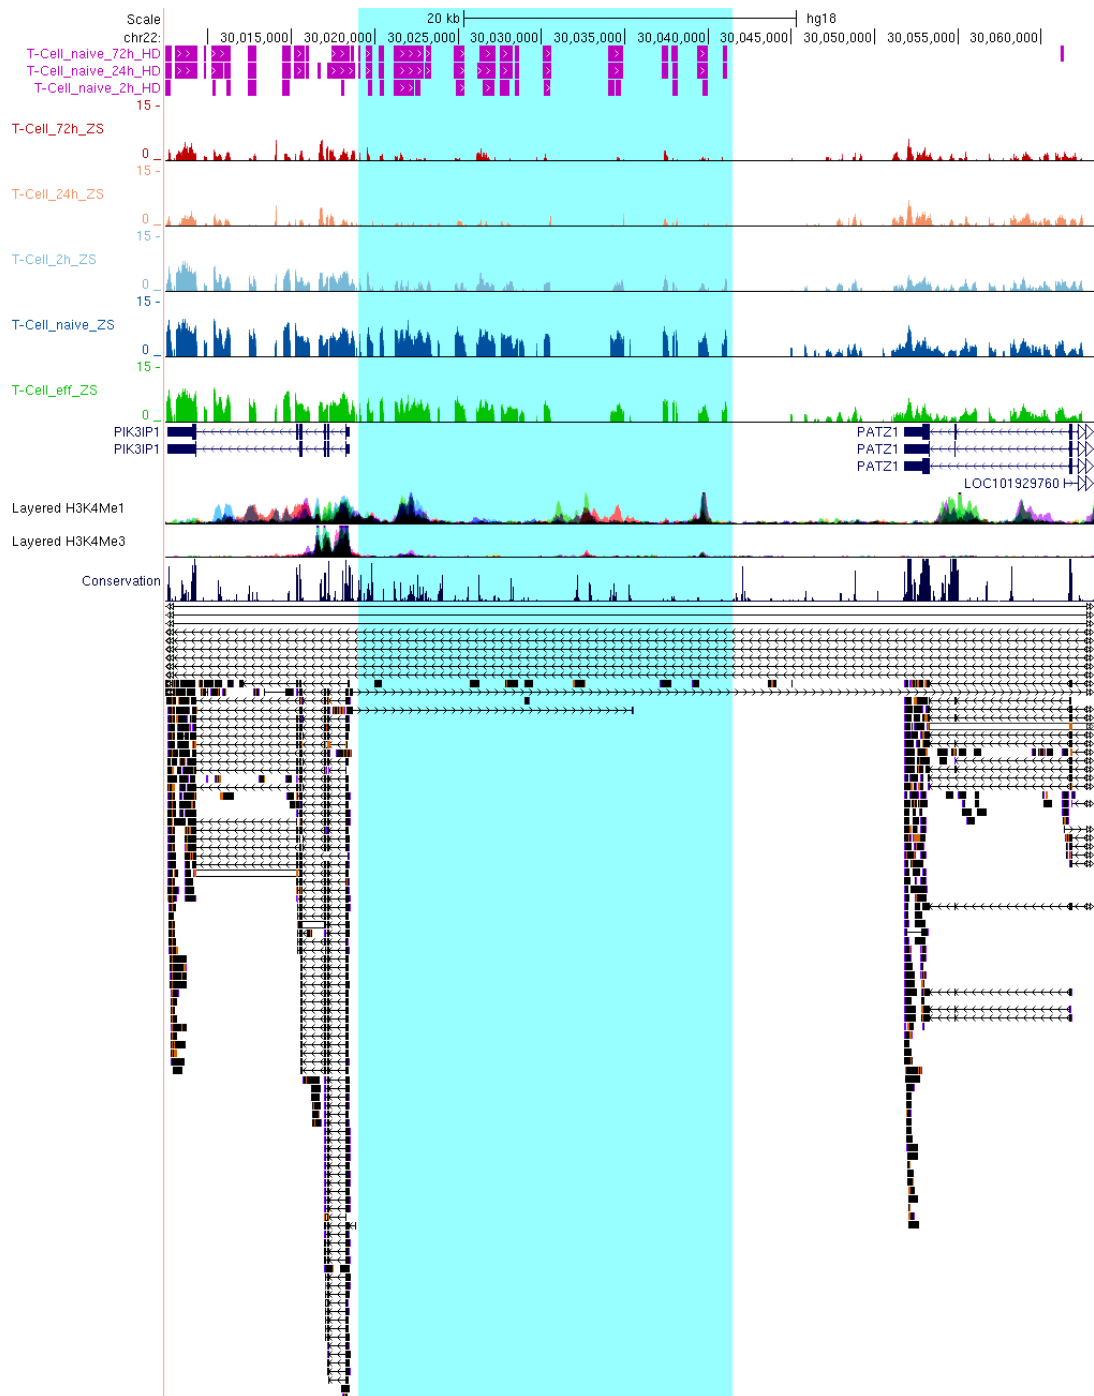 Scale 20 kb hg18
chr22: 30,015,000 30,020,000 30,025,000 30,030,000 30,035,000 30,040,000 30,045,000 30,050,000 30,055,000 30,060,000
T-Cell_naive_72h_HD
T-Cell_naive_24h_HD
T-Cell_naive_2h_HD
15 -
T-Cell_72h_ZS
0 _
15 -
T-Cell_24h_ZS
0 _
15 -
T-Cell_2h_ZS
0 _
15 -
T-Cell_naive_ZS
0 _
15 -
T-Cell_eff_ZS
0 _
PIK3IP1 PATZ1
PIK3IP1 PATZ1
PATZ1
LOC101929760
Layered H3K4Me1
Layered H3K4Me3
Conservation